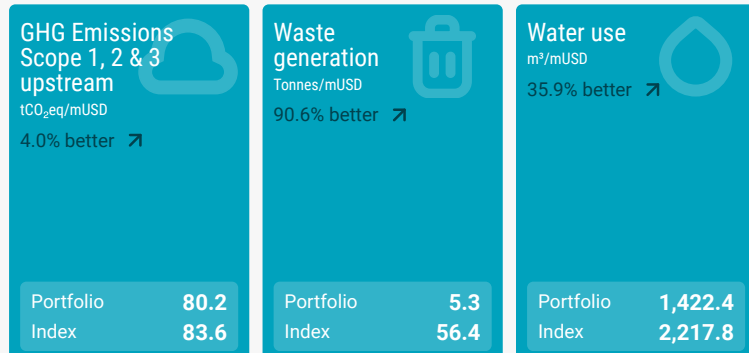 GHG Emissions
Scope 1, 2 & 3
upstream
tCO₂eq/mUSD
4.0% better
Portfolio 80.2
Index 83.6
Waste
generation
Tonnes/mUSD
90.6% better
Portfolio 5.3
Index 56.4
Water use
m³/mUSD
35.9% better
Portfolio 1,422.4
Index 2,217.8